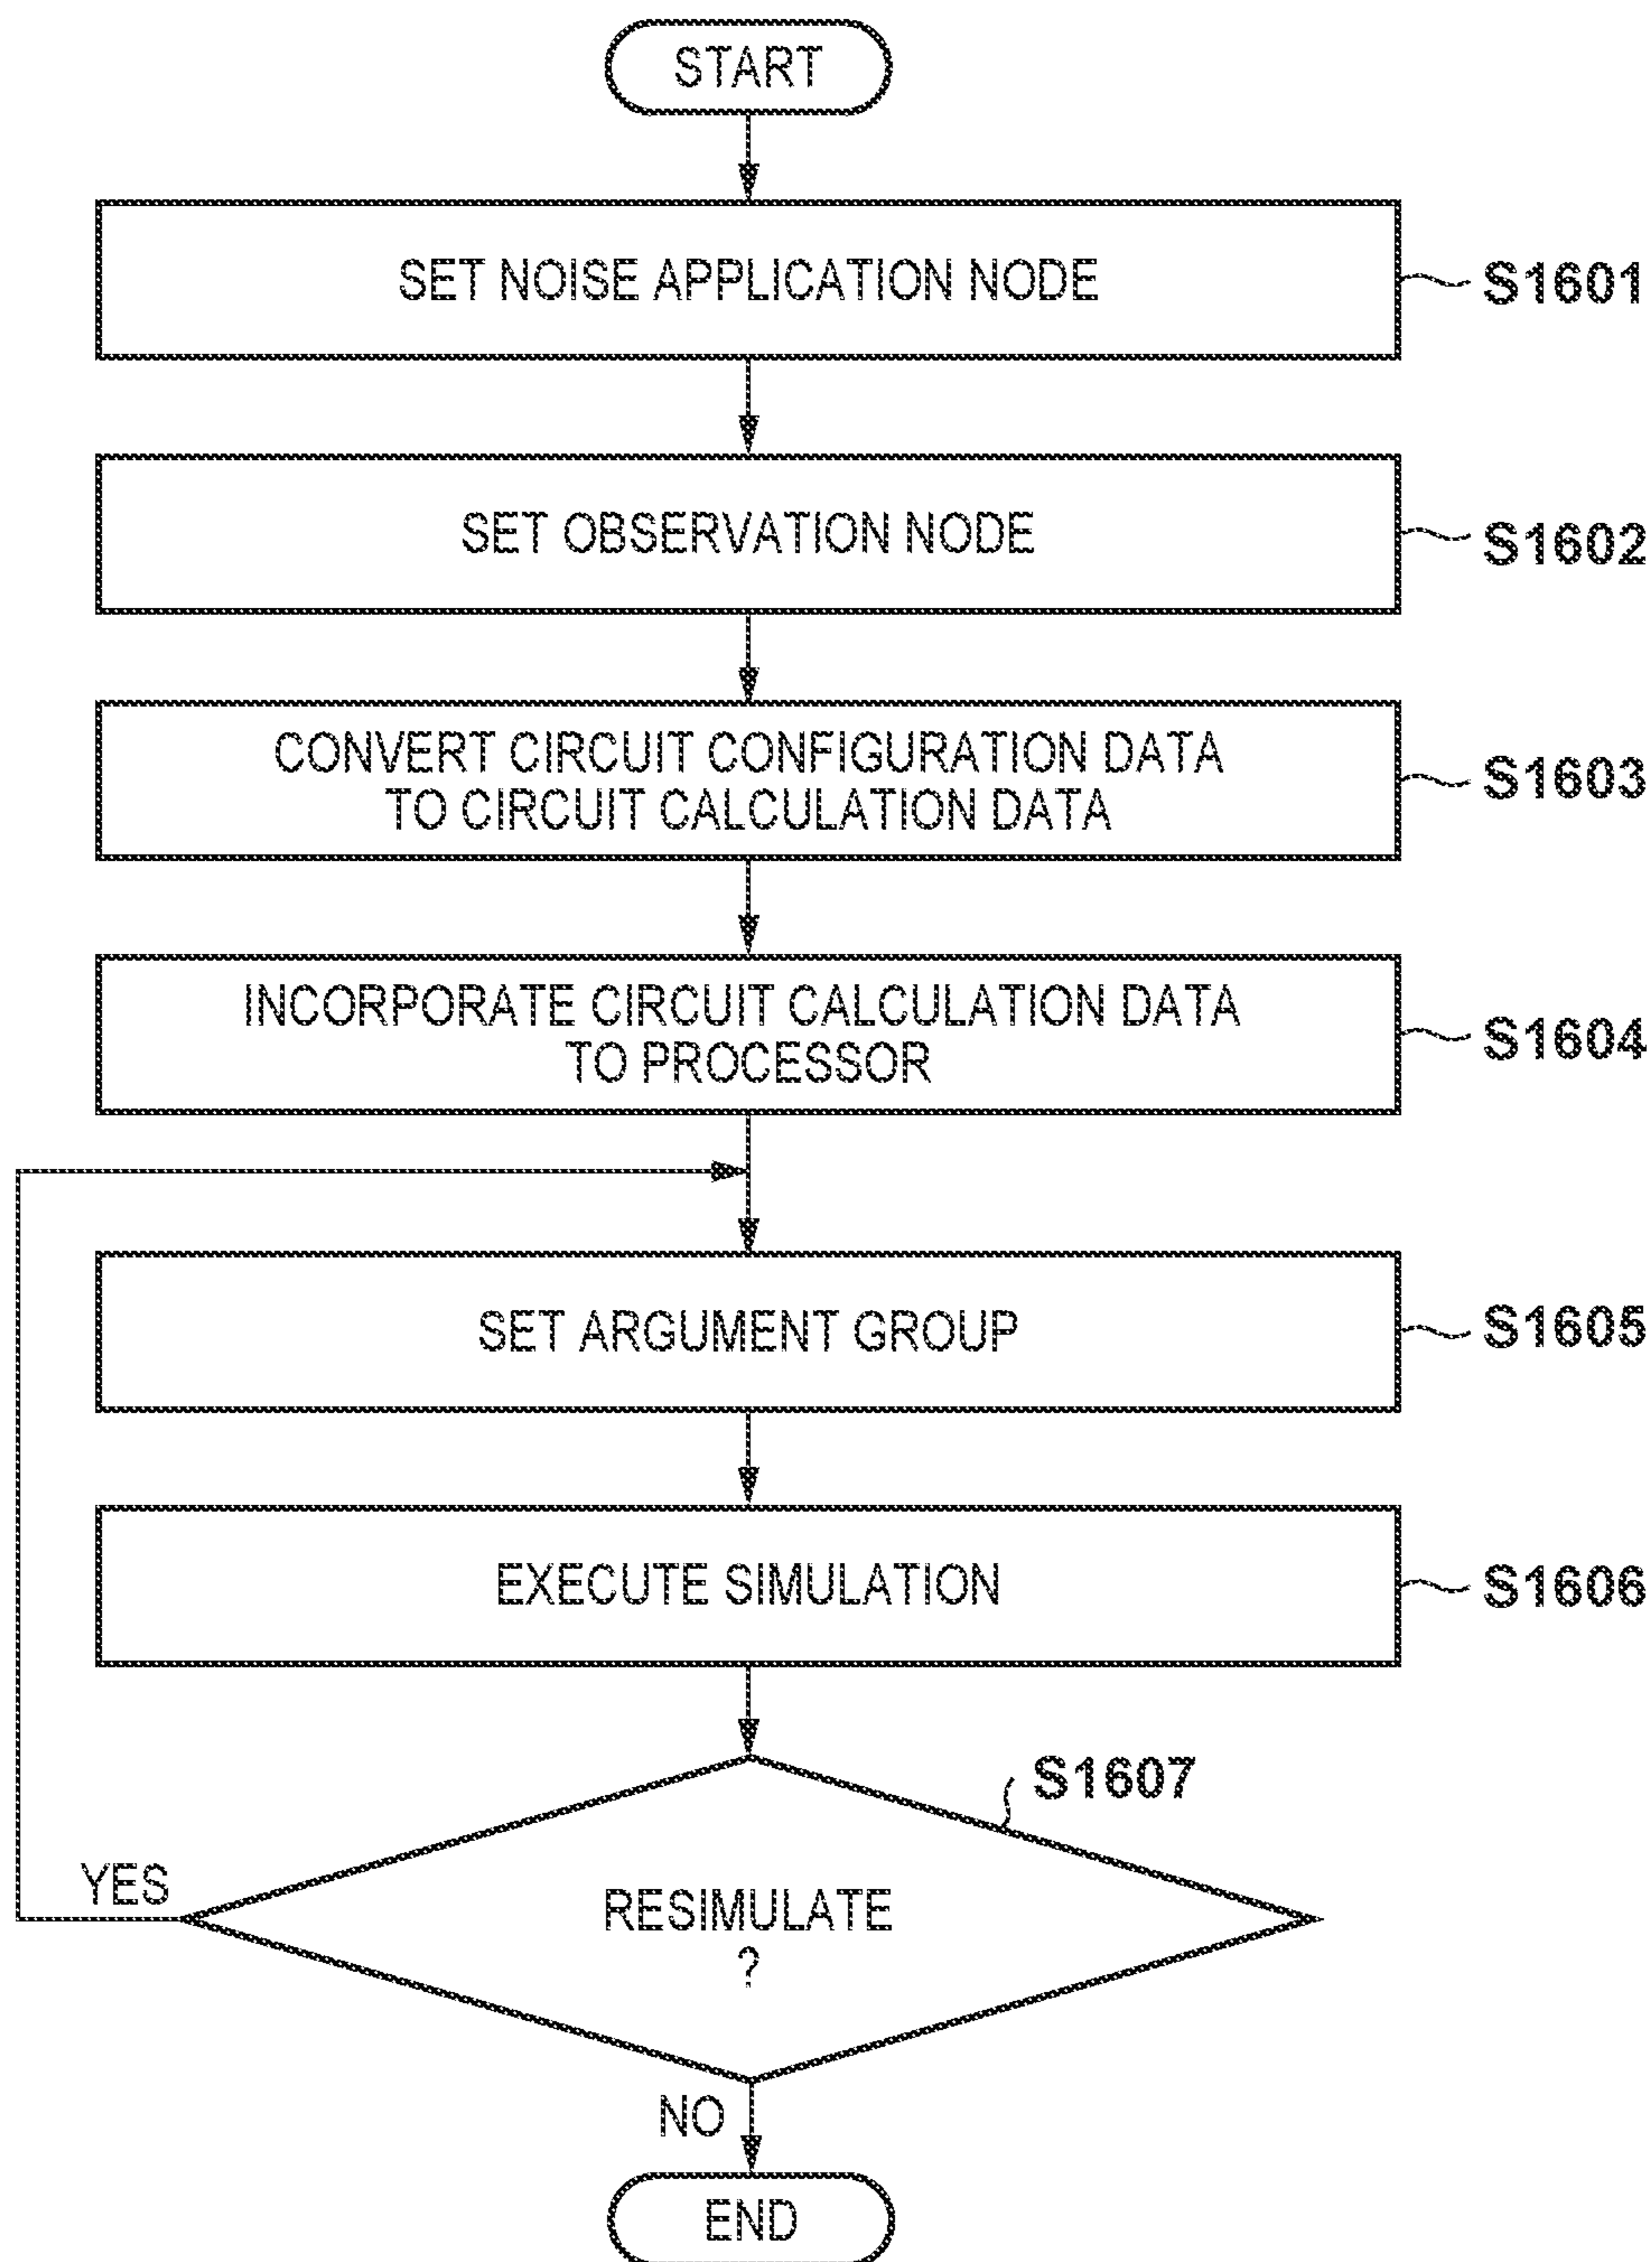 START
SET NOISE APPLICATION NODE
S1601
SET OBSERVATION NODE
S1602
CONVERT CIRCUIT CONFIGURATION DATA
TO CIRCUIT CALCULATION DATA
S1603
INCORPORATE CIRCUIT CALCULATION DATA
TO PROCESSOR
S1604
SET ARGUMENT GROUP
S1605
EXECUTE SIMULATION
S1606
S1607
YES
RESIMULATE
?
NO
END